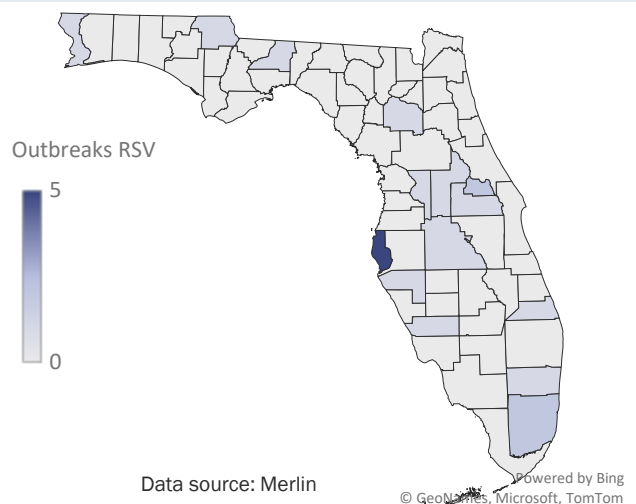 Outbreaks RSV
5
0
Data source: Merlin
Powered by Bing
© GeoNames, Microsoft, TomTom